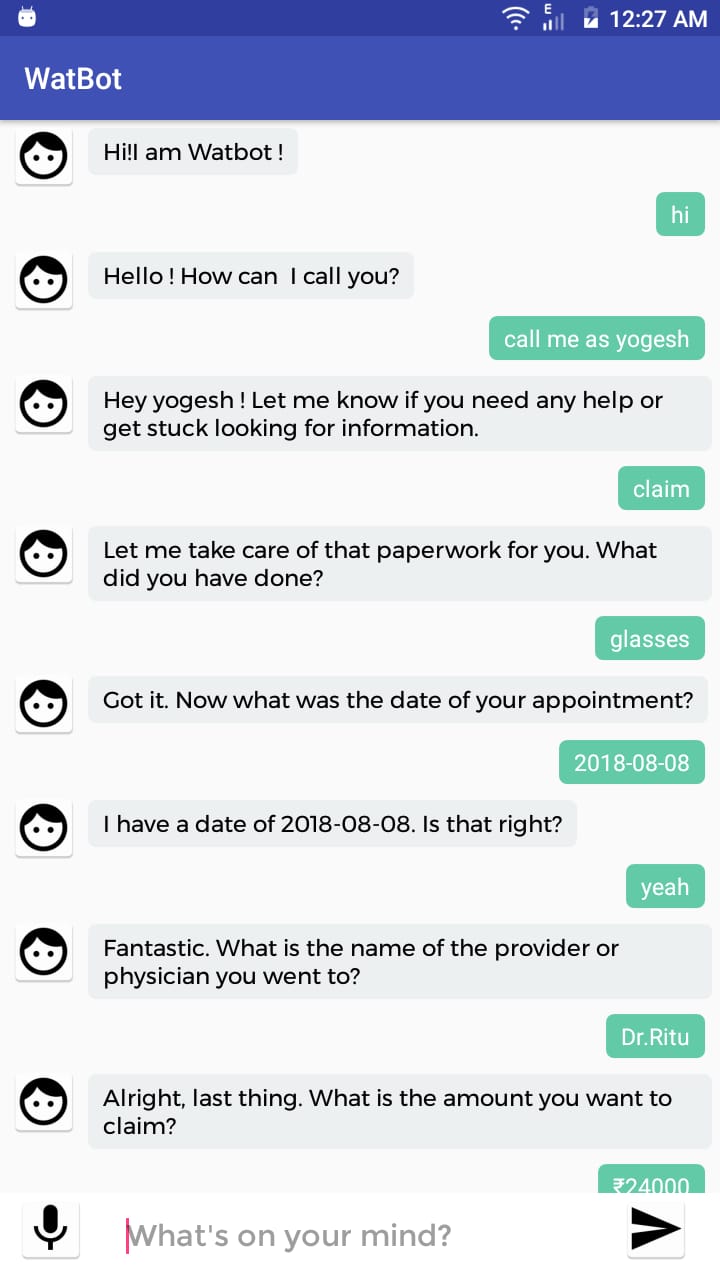 E
12:27 AM
WatBot
Hi!I am Watbot !
hi
Hello ! How can  I call you?
call me as yogesh
Hey yogesh ! Let me know if you need any help or
get stuck looking for information.
claim
Let me take care of that paperwork for you. What
did you have done?
glasses
Got it. Now what was the date of your appointment?
2018-08-08
I have a date of 2018-08-08. Is that right?
yeah
Fantastic. What is the name of the provider or
physician you went to?
Dr.Ritu
Alright, last thing. What is the amount you want to
claim?
₹24000
What's on your mind?